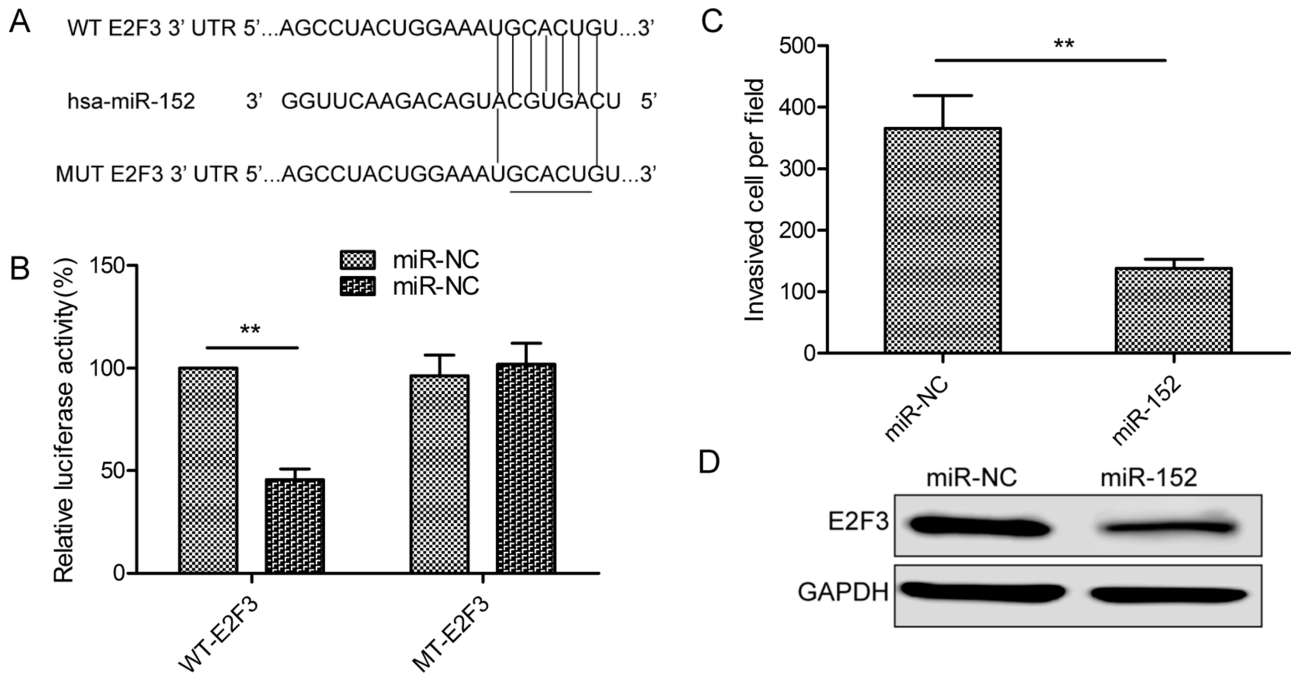 A
WT E2F3 3' UTR 5'...AGCCUACUGGAAAUGCACUGU...3'
hsa-miR-152 3' GGUUCAAGACAGUACGUGACU 5'
MUT E2F3 3' UTR 5'...AGCCUACUGGAAAUGCACUGU...3'
B
miR-NC
miR-NC
Relative luciferase activity(%)
150
100
50
0
**
WT-E2F3
MT-E2F3
C
Invasived cell per field
500
400
300
200
100
0
**
miR-NC
miR-152
D
miR-NC miR-152
E2F3
GAPDH